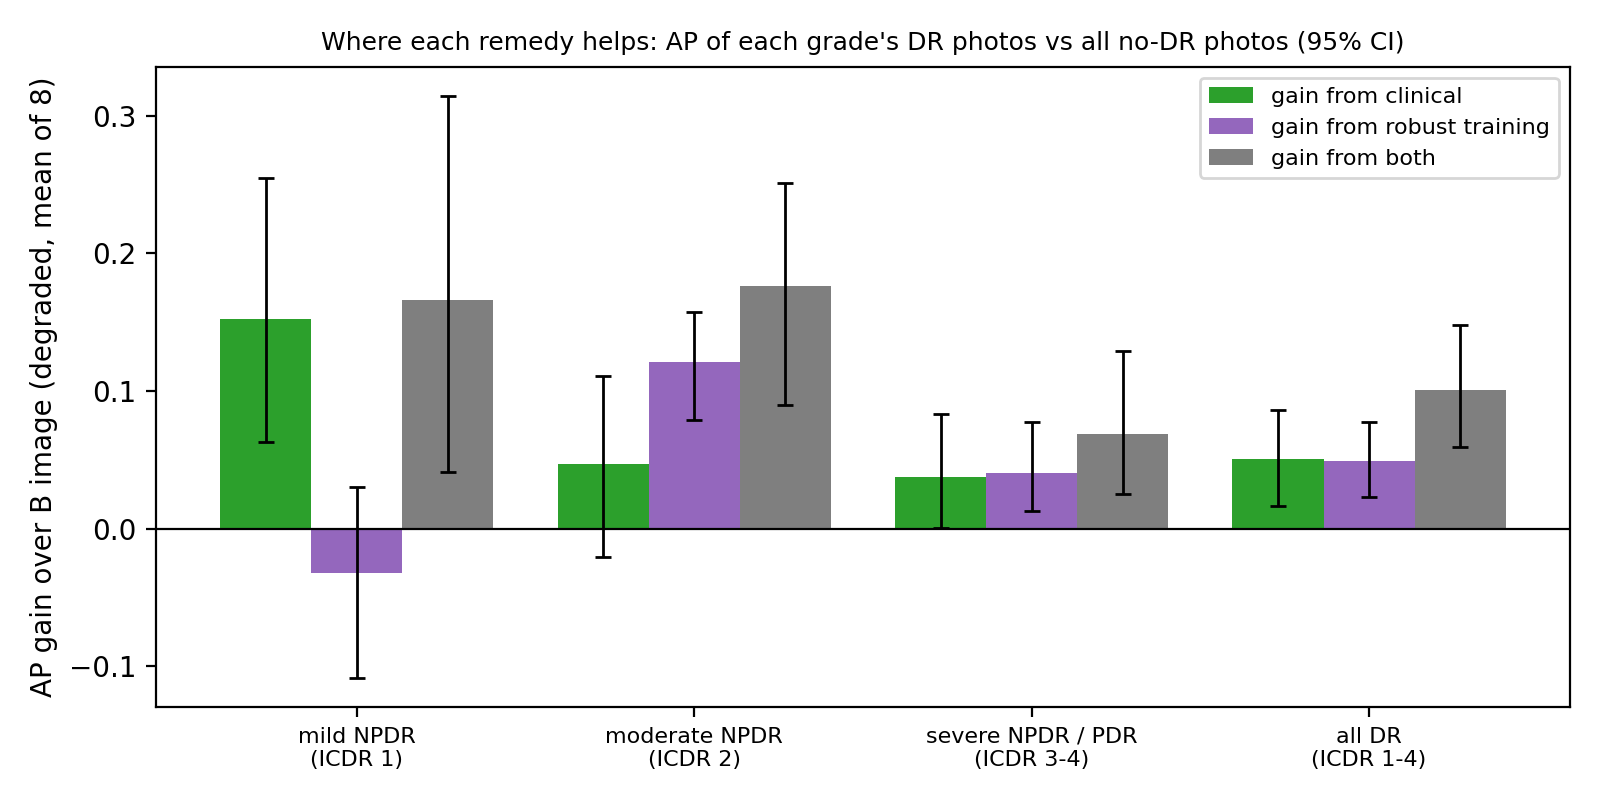 Where each remedy helps: AP of each grade's DR photos vs all no-DR photos (95% CI)
AP gain over B image (degraded, mean of 8)
0.3
0.2
0.1
0.0
−0.1
gain from clinical
gain from robust training
gain from both
mild NPDR
(ICDR 1)
moderate NPDR
(ICDR 2)
severe NPDR / PDR
(ICDR 3-4)
all DR
(ICDR 1-4)